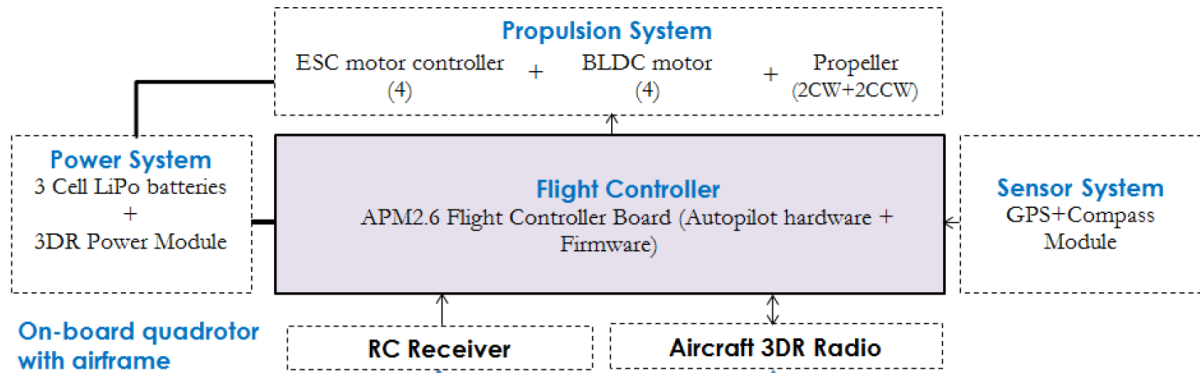 Propulsion System
ESC motor controller + BLDC motor + Propeller
(4) (4) (2CW+2CCW)
Power System
3 Cell LiPo batteries
+
3DR Power Module
Flight Controller
APM2.6 Flight Controller Board (Autopilot hardware +
Firmware)
Sensor System
GPS+Compass
Module
On-board quadrotor
with airframe
RC Receiver
Aircraft 3DR Radio